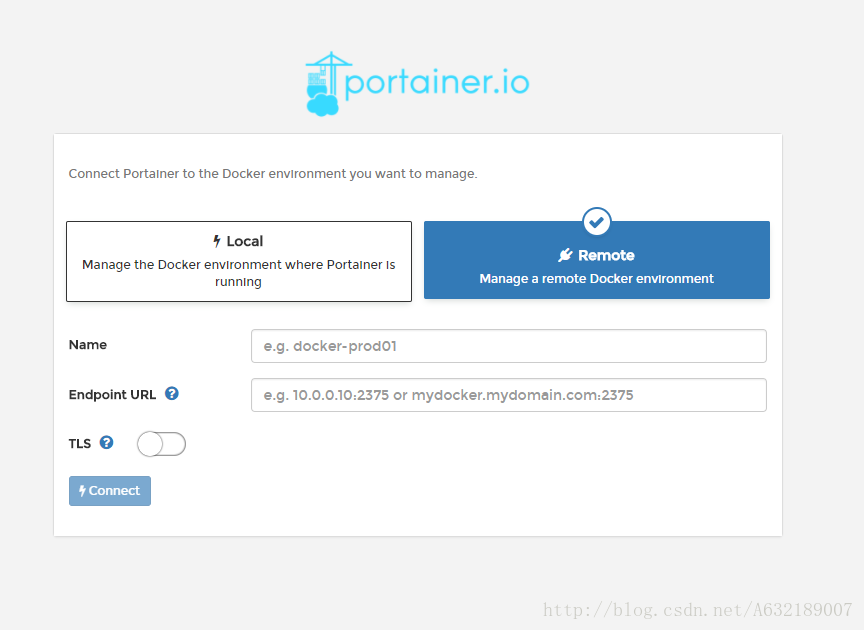 portainer.io
Connect Portainer to the Docker environment you want to manage.
Local
Manage the Docker environment where Portainer is
running
Remote
Manage a remote Docker environment
Name
e.g. docker-prod01
Endpoint URL ?
e.g. 10.0.0.10:2375 or mydocker.mydomain.com:2375
TLS ?
Connect
http://blog.csdn.net/A632189007